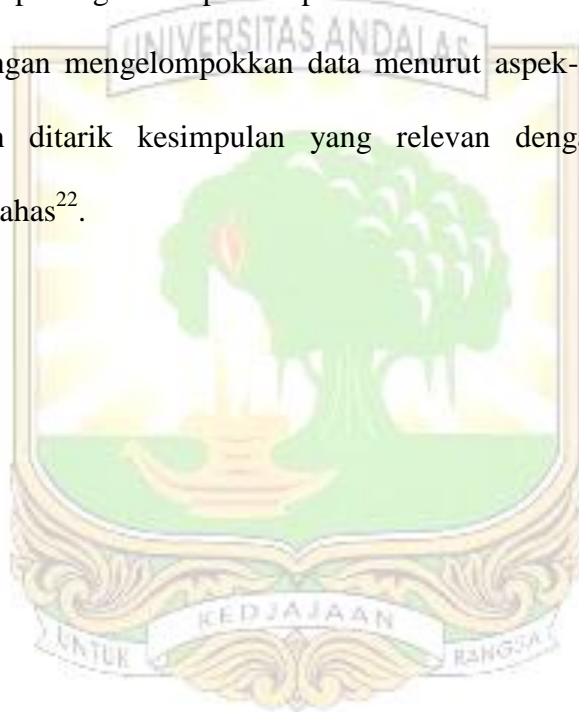 UNIVERSITAS ANDALAS
ngan mengelompokkan data menurut aspek-
ditarik kesimpulan yang relevan denga
ahas22.
KEDJAJAAN
UNTUK BANGSA